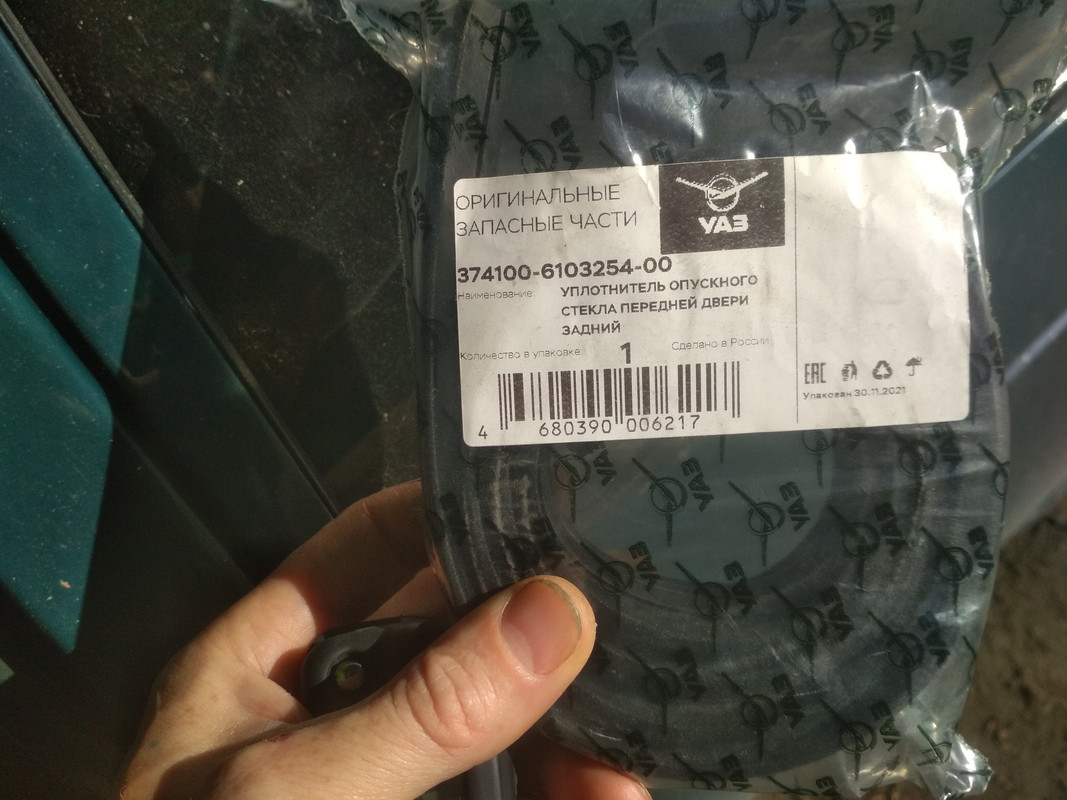 ОРИГИНАЛЬНЫЕ
ЗАПАСНЫЕ ЧАСТИ
УАЗ
374100-6103254-00
Наименование:
УПЛОТНИТЕЛЬ ОПУСКНОГО
СТЕКЛА ПЕРЕДНЕЙ ДВЕРИ
ЗАДНИЙ
Количество в упаковке: 1 Сделано в России
4 680390 006217
EAC
Упакован 30.11.2021